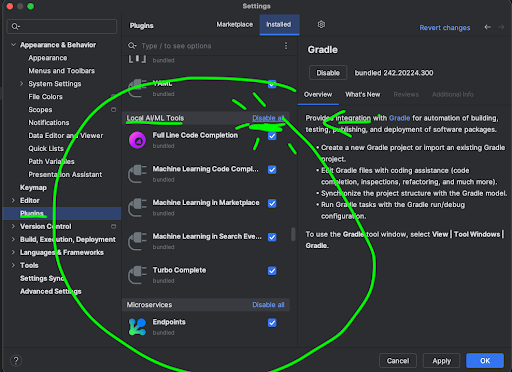 Settings
Plugins
Marketplace
Installed
Revert changes
Appearance & Behavior
Appearance
Menus and Toolbars
System Settings
File Colors
Scopes
Notifications
Data Editor and Viewer
Quick Lists
Path Variables
Presentation Assistant
Keymap
Editor
Plugins
Version Control
Build, Execution, Deployment
Languages & Frameworks
Tools
Settings Sync
Advanced Settings
Type / to see options
bundled
YAML
bundled
Local AI/ML Tools
Disable all
Full Line Code Completion
bundled
Machine Learning Code Compl...
bundled
Machine Learning in Marketplace
bundled
Machine Learning in Search Eve...
bundled
Turbo Complete
bundled
Microservices
Disable all
Endpoints
bundled
Gradle
Disable
bundled 242.20224.300
Overview
What's New
Reviews
Additional Info
Provides integration with Gradle for automation of building,
testing, publishing, and deployment of software packages.
• Create a new Gradle project or import an existing Gradle
project.
• Edit Gradle files with coding assistance (code
completion, inspections, refactoring, and much more).
• Synchronize the project structure with the Gradle model.
• Run Gradle tasks with the Gradle run/debug
configuration.
To use the Gradle tool window, select View | Tool Windows |
Gradle.
?
Cancel
Apply
OK